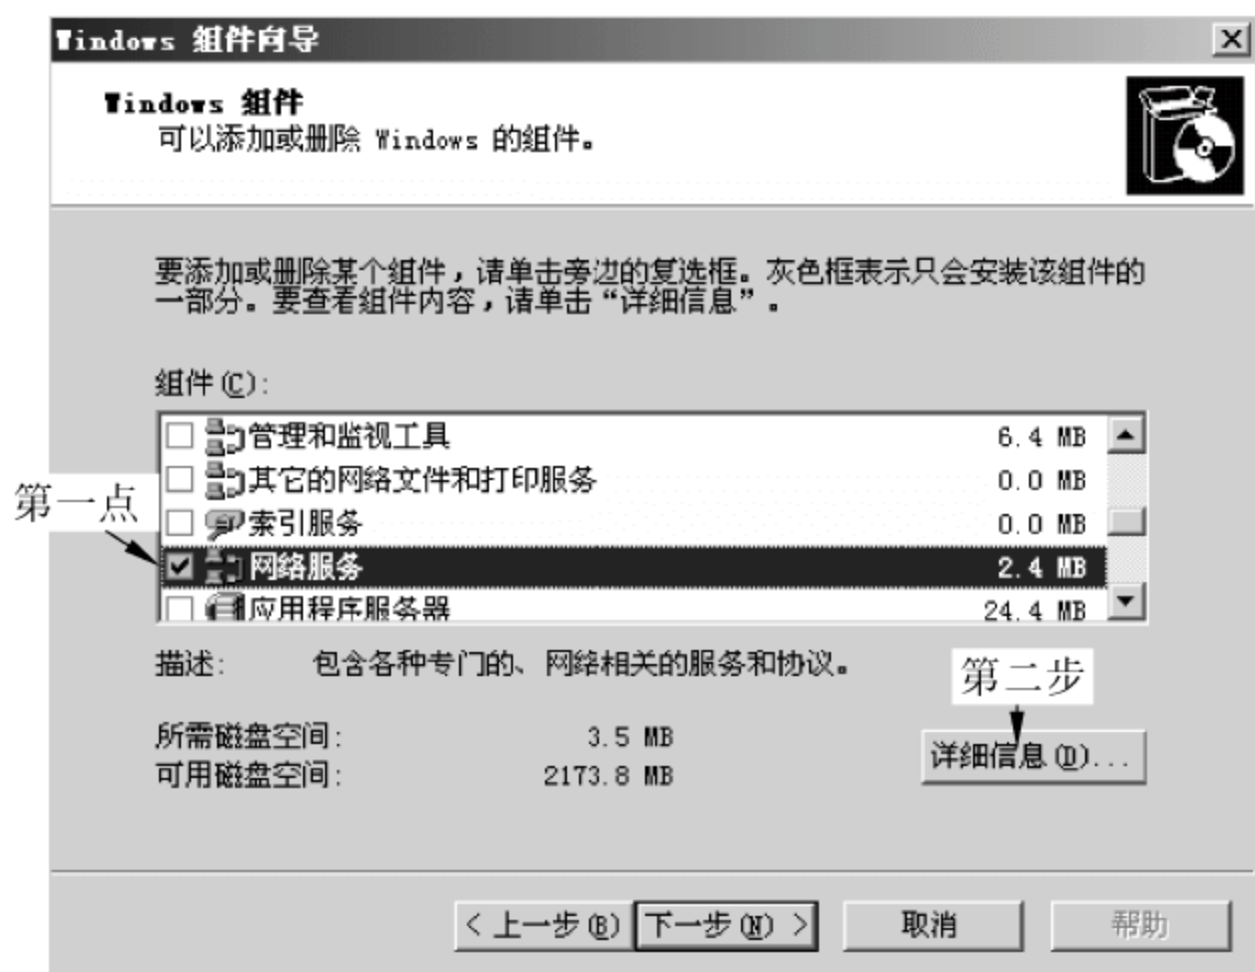 Windows 组件向导
Windows 组件
可以添加或删除 Windows 的组件。
要添加或删除某个组件，请单击旁边的复选框。灰色框表示只会安装该组件的
一部分。要查看组件内容，请单击“详细信息”。
组件(C):
管理和监视工具 6.4 MB
其它的网络文件和打印服务 0.0 MB
第一点
索引服务 0.0 MB
网络服务 2.4 MB
应用程序服务器 24.4 MB
描述: 包含各种专门的、网络相关的服务和协议。
第二步
所需磁盘空间: 3.5 MB
详细信息(D)...
可用磁盘空间: 2173.8 MB
< 上一步(B) 下一步(N) > 取消 帮助